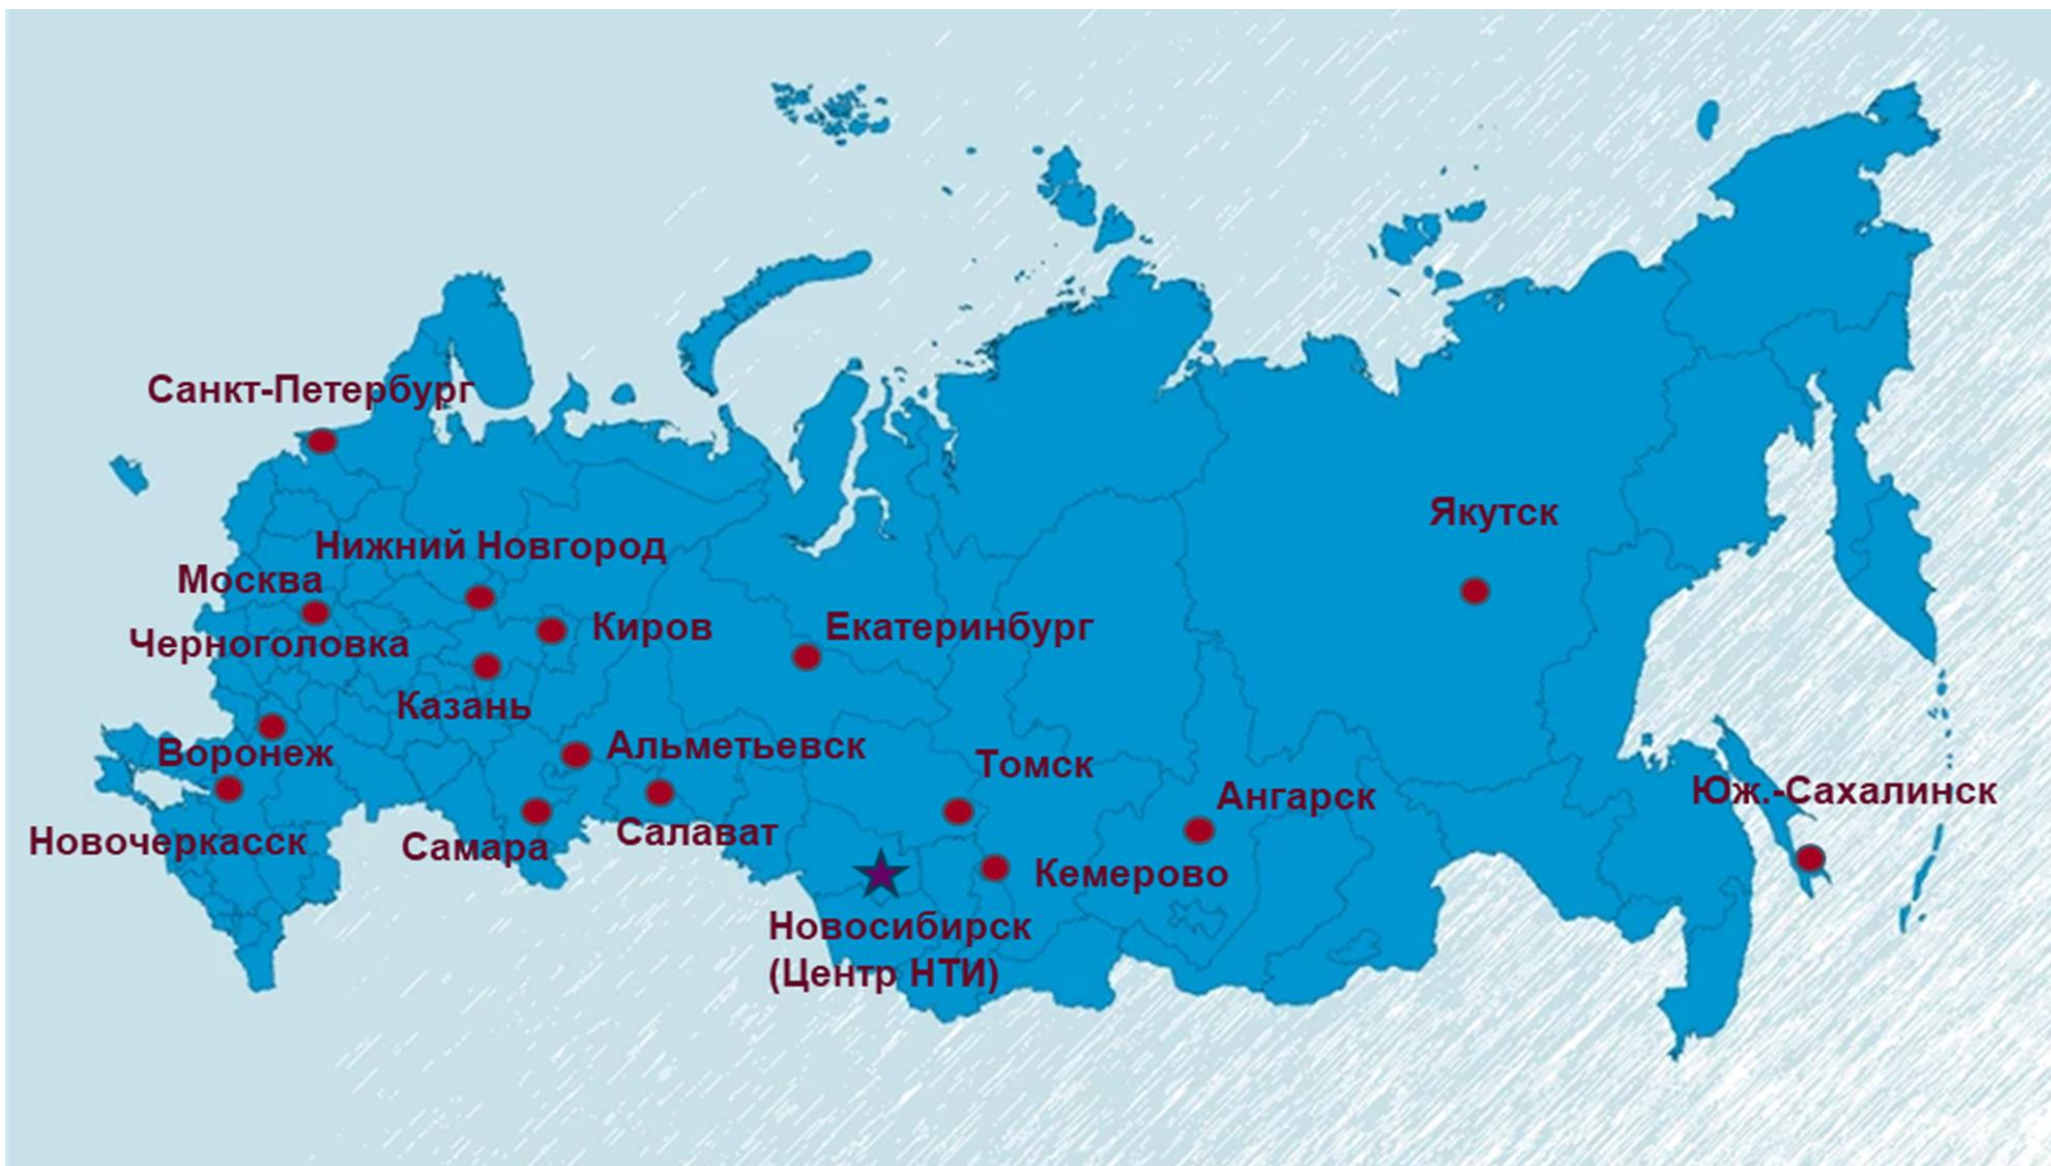 Санкт-Петербург
Якутск
Нижний Новгород
Москва
Киров
Екатеринбург
Черноголовка
Казань
Альметьевск
Воронеж
Томск
Ангарск
Юж.-Сахалинск
Салават
Новочеркасск
Самара
Кемерово
Новосибирск
(Центр НТИ)